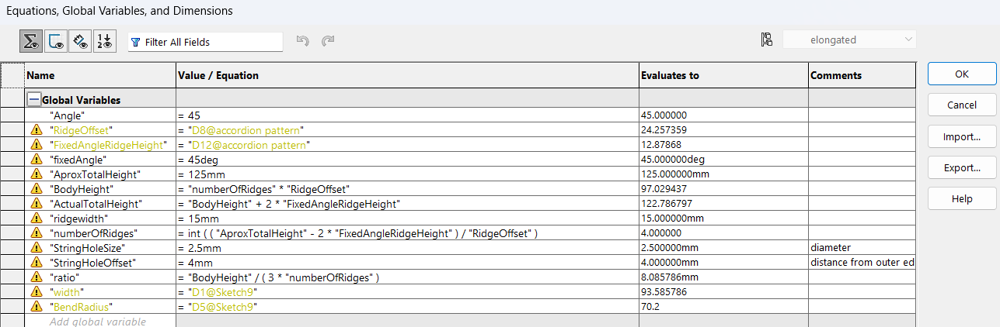 Equations, Global Variables, and Dimensions
Filter All Fields
elongated
Name Value / Equation Evaluates to Comments
Global Variables
"Angle" = 45 45.000000
"RidgeOffset" = "D8@accordion pattern" 24.257359
"FixedAngleRidgeHeight" = "D12@accordion pattern" 12.87868
"fixedAngle" = 45deg 45.000000deg
"AproxTotalHeight" = 125mm 125.000000mm
"BodyHeight" = "numberOfRidges" * "RidgeOffset" 97.029437
"ActualTotalHeight" = "BodyHeight" + 2 * "FixedAngleRidgeHeight" 122.786797
"ridgewidth" = 15mm 15.000000mm
"numberOfRidges" = int ( ( "AproxTotalHeight" - 2 * "FixedAngleRidgeHeight" ) / "RidgeOffset" ) 4.000000
"StringHoleSize" = 2.5mm 2.500000mm diameter
"StringHoleOffset" = 4mm 4.000000mm distance from outer ed
"ratio" = "BodyHeight" / ( 3 * "numberOfRidges" ) 8.085786mm
"width" = "D1@Sketch9" 93.585786
"BendRadius" = "D5@Sketch9" 70.2
Add global variable
OK
Cancel
Import...
Export...
Help